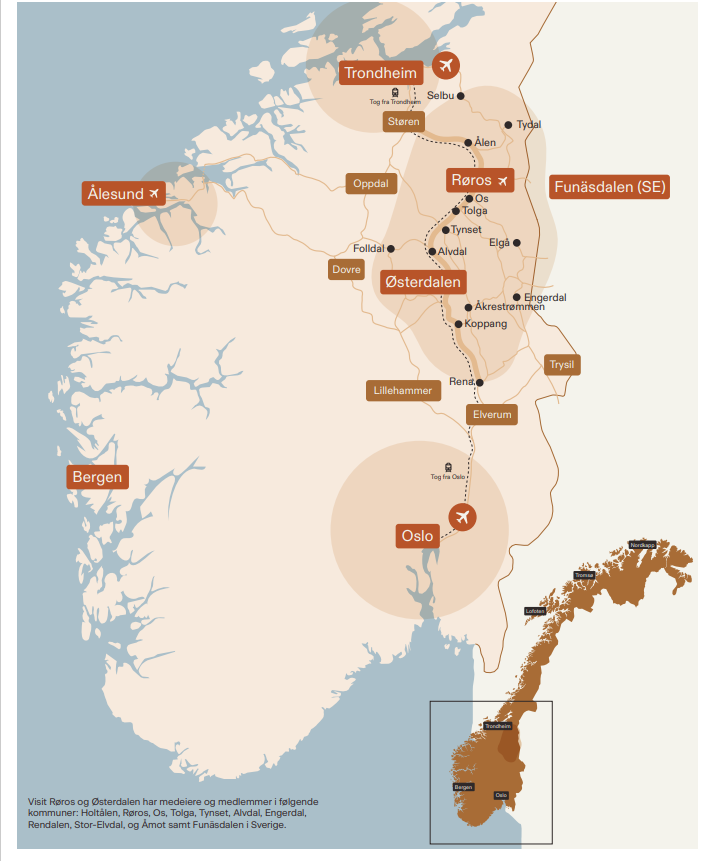 Trondheim
Tog fra Trondheim
Selbu
Støren
Tydal
Ålen
Oppdal
Røros
Funäsdalen (SE)
Ålesund
Os
Tolga
Tynset
Elgå
Folldal
Alvdal
Dovre
Østerdalen
Engerdal
Åkrestrømmen
Koppang
Trysil
Rena
Lillehammer
Elverum
Tog fra Oslo
Bergen
Oslo
Nordkapp
Tromsø
Lofoten
Trondheim
Bergen
Oslo
Visit Røros og Østerdalen har medeiere og medlemmer i følgende
kommuner: Holtålen, Røros, Os, Tolga, Tynset, Alvdal, Engerdal,
Rendalen, Stor-Elvdal, og Åmot samt Funäsdalen i Sverige.